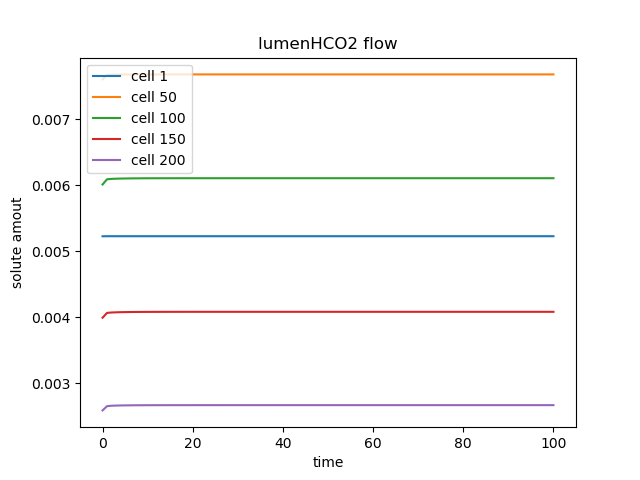 lumenHCO2 flow
cell 1
cell 50
cell 100
cell 150
cell 200
0.007
0.006
0.005
0.004
0.003
solute amout
0 20 40 60 80 100
time